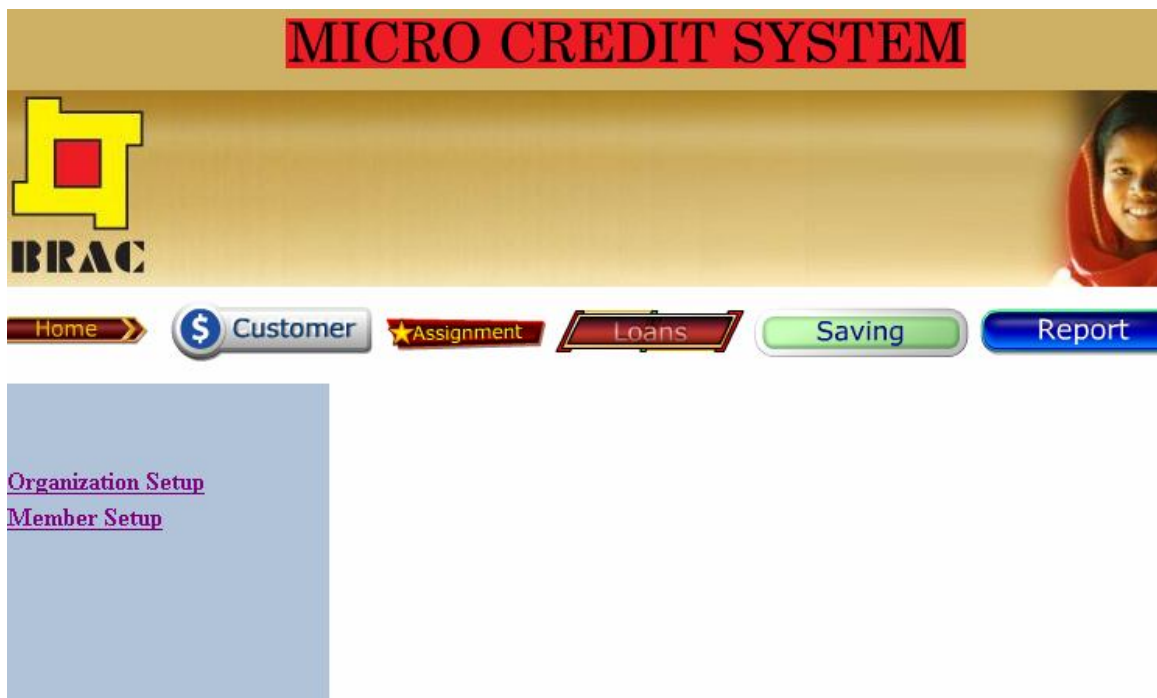 MICRO CREDIT SYSTEM
BRAC
Home
Customer
Assignment
Loans
Saving
Report
Organization Setup
Member Setup